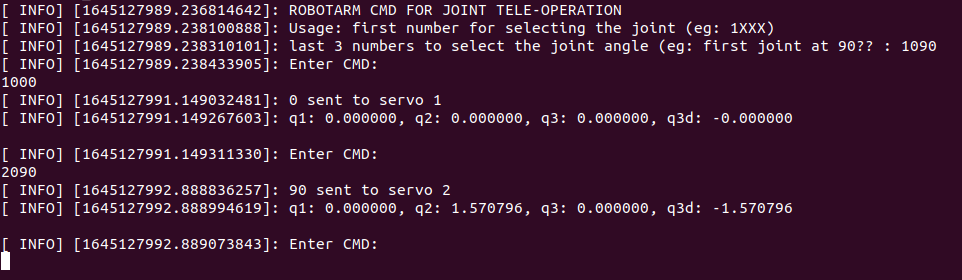 [ INFO] [1645127989.236814642]: ROBOTARM CMD FOR JOINT TELE-OPERATION
[ INFO] [1645127989.238100888]: Usage: first number for selecting the joint (eg: 1XXX)
[ INFO] [1645127989.238310101]: last 3 numbers to select the joint angle (eg: first joint at 90?? : 1090
[ INFO] [1645127989.238433905]: Enter CMD:
1000
[ INFO] [1645127991.149032481]: 0 sent to servo 1
[ INFO] [1645127991.149267603]: q1: 0.000000, q2: 0.000000, q3: 0.000000, q3d: -0.000000
[ INFO] [1645127991.149311330]: Enter CMD:
2090
[ INFO] [1645127992.888836257]: 90 sent to servo 2
[ INFO] [1645127992.888994619]: q1: 0.000000, q2: 1.570796, q3: 0.000000, q3d: -1.570796
[ INFO] [1645127992.889073843]: Enter CMD: